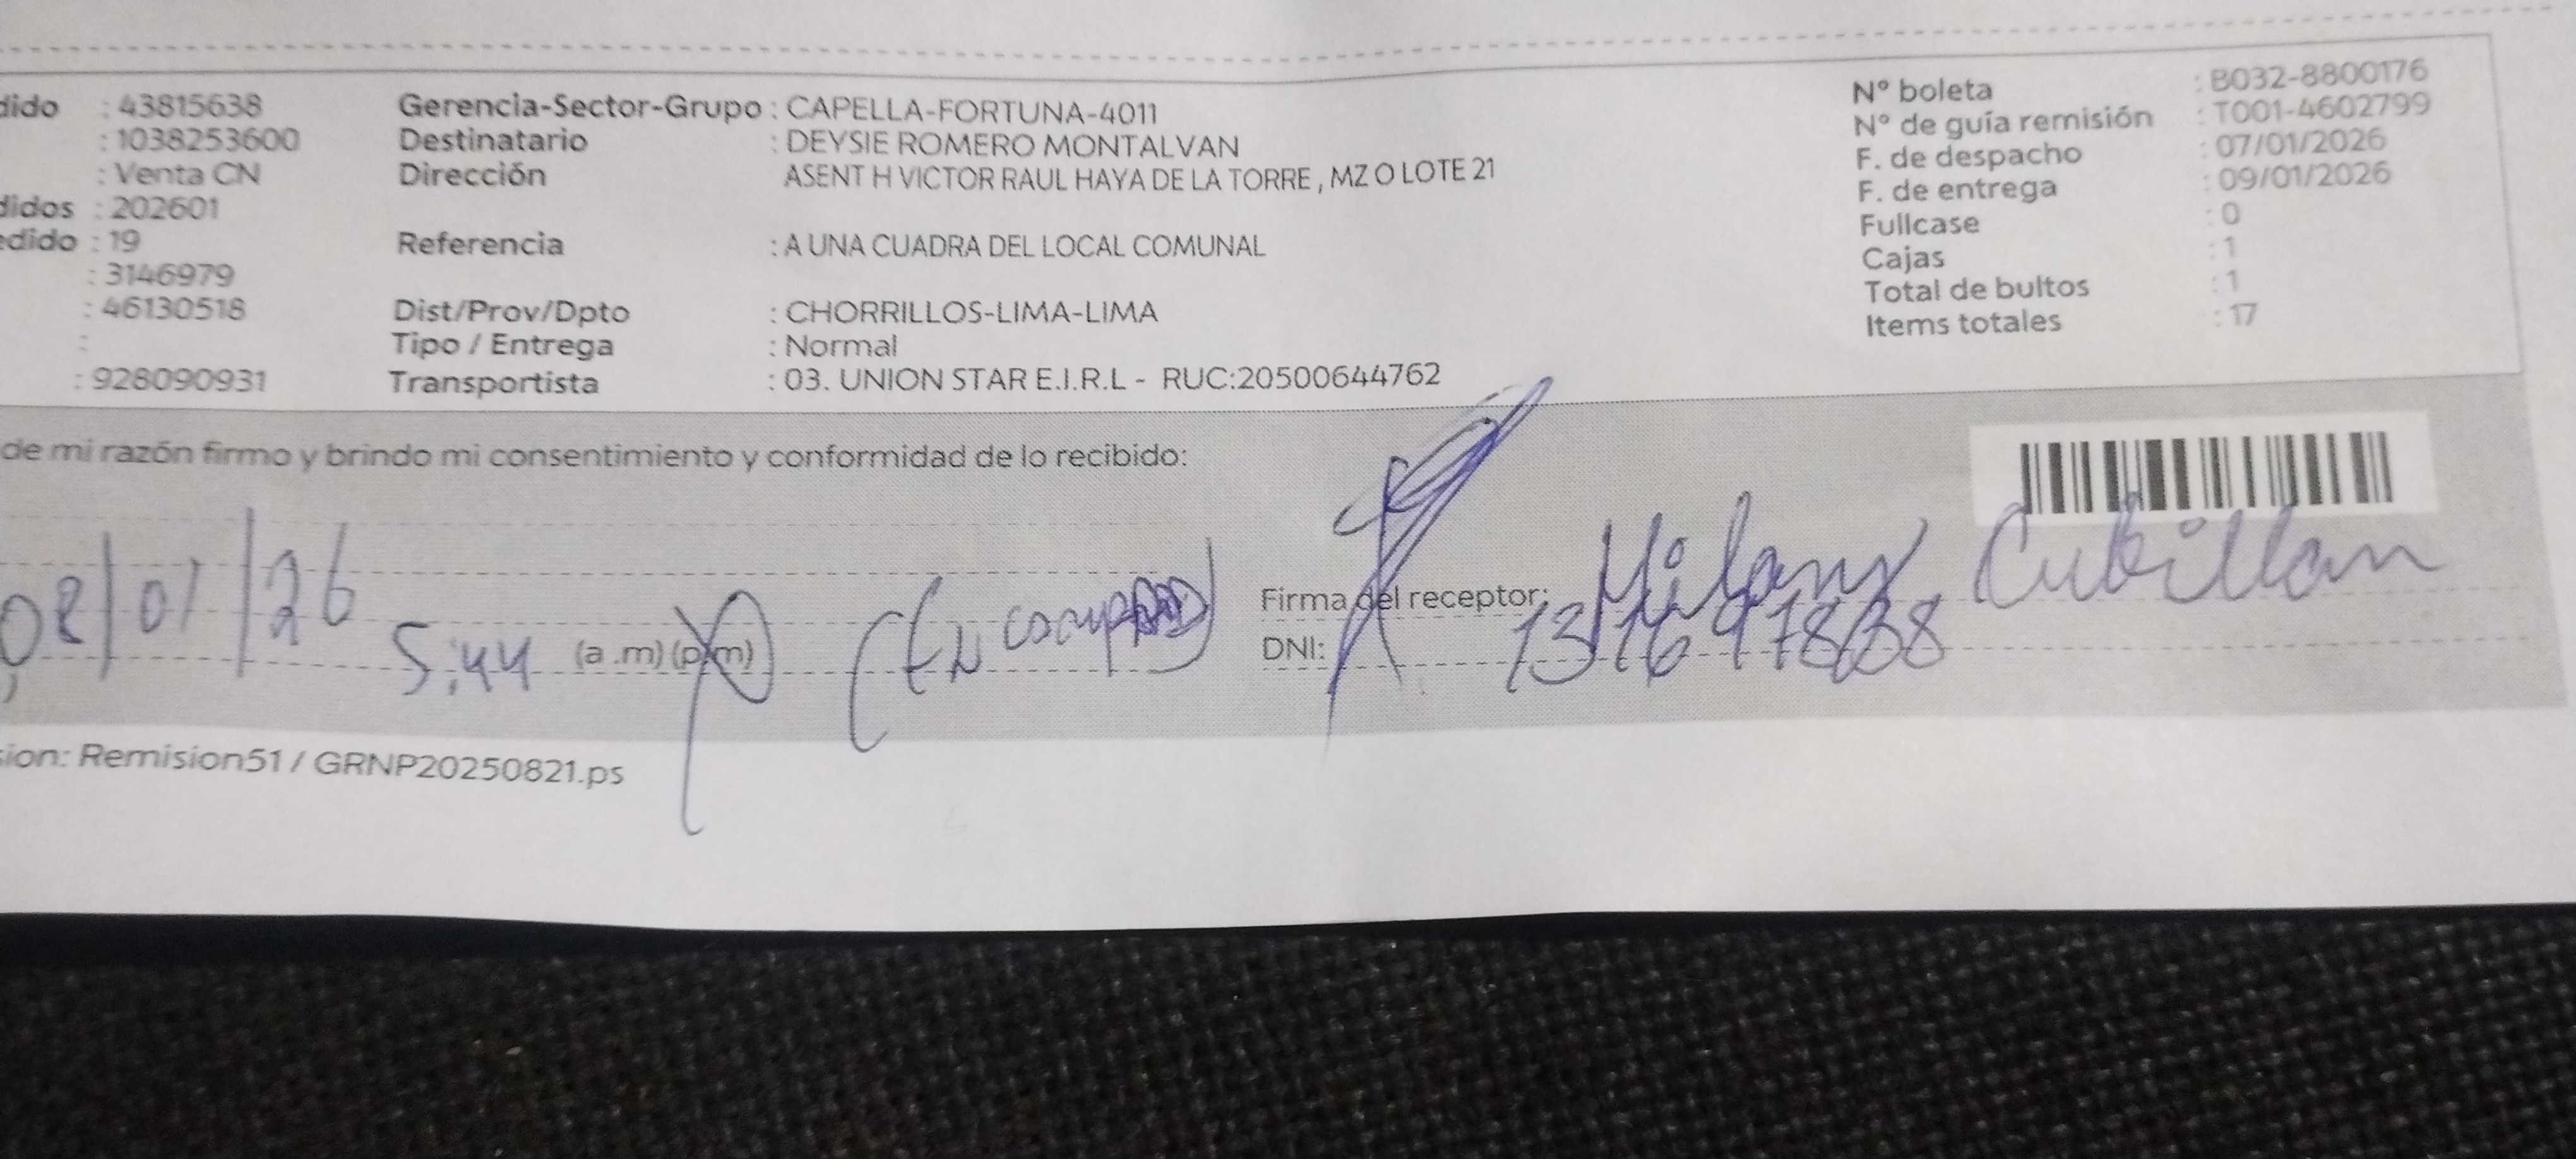 dido : 43815638
: 1038253600
: Venta CN
didos : 202601
edido : 19
: 3146979
: 46130518
:
: 928090931
Gerencia-Sector-Grupo : CAPELLA-FORTUNA-4011
Destinatario : DEYSIE ROMERO MONTALVAN
Dirección ASENT H VICTOR RAUL HAYA DE LA TORRE , MZ O LOTE 21
Referencia : A UNA CUADRA DEL LOCAL COMUNAL
Dist/Prov/Dpto : CHORRILLOS-LIMA-LIMA
Tipo / Entrega : Normal
Transportista : 03. UNION STAR E.I.R.L - RUC:20500644762
N° boleta : B032-8800176
N° de guía remisión : T001-4602799
F. de despacho : 07/01/2026
F. de entrega : 09/01/2026
Fullcase : 0
Cajas : 1
Total de bultos : 1
Items totales : 17
de mi razón firmo y brindo mi consentimiento y conformidad de lo recibido:
08/01/26
5:44 (a .m) (p.m)
Firma del receptor: Milany Cubillan
DNI:
sion: Remision51 / GRNP20250821.ps